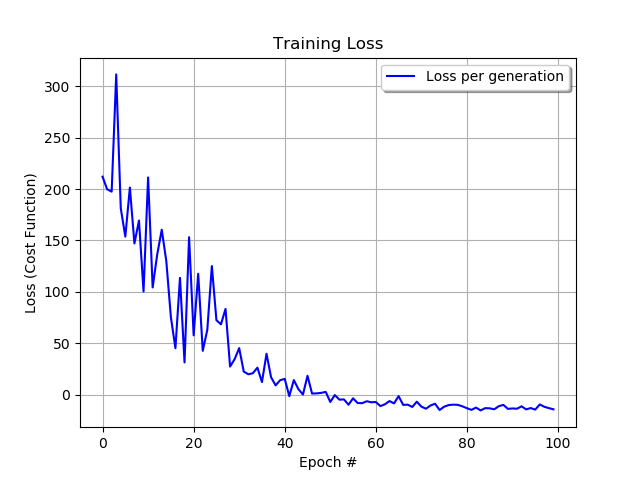 Training Loss
Loss per generation
300
250
200
150
100
50
0
Loss (Cost Function)
0 20 40 60 80 100
Epoch #